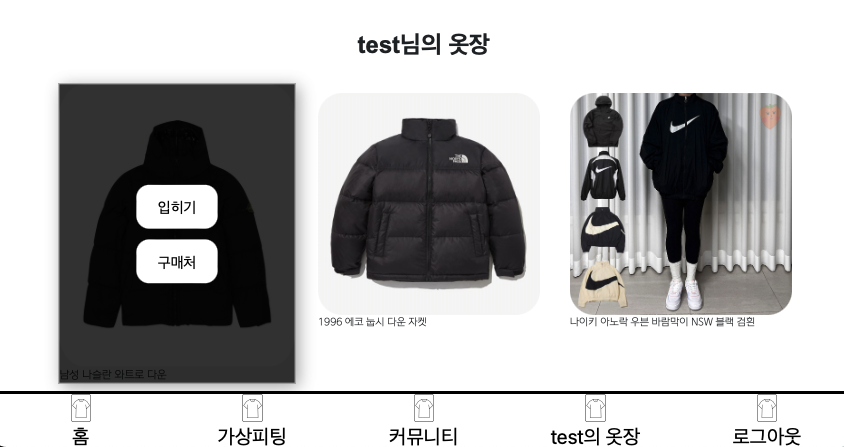 test님의 옷장
입히기
구매처
남성 나슬란 와트로 다운
THE NORTH FACE
1996 에코 눕시 다운 자켓
나이키 아노락 우븐 바람막이 NSW 블랙 검흰
홈
가상피팅
커뮤니티
test의 옷장
로그아웃